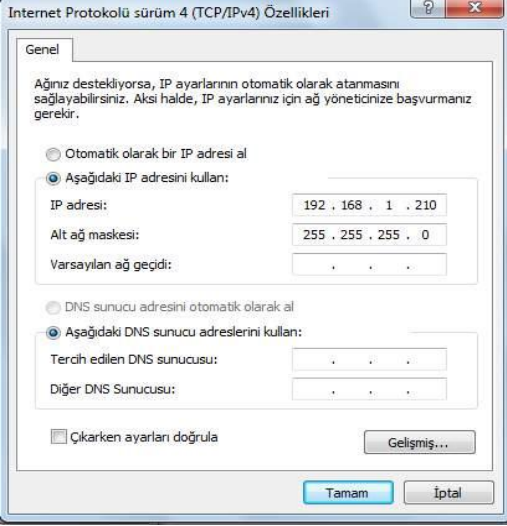 Internet Protokolü sürüm 4 (TCP/IPv4) Özellikleri
Genel
Ağınız destekliyorsa, IP ayarlarının otomatik olarak atanmasını
sağlayabilirsiniz. Aksi halde, IP ayarlarınız için ağ yöneticinize başvurmanız
gerekir.
Otomatik olarak bir IP adresi al
Aşağıdaki IP adresini kullan:
IP adresi: 192 . 168 . 1 . 210
Alt ağ maskesi: 255 . 255 . 255 . 0
Varsayılan ağ geçidi: . . .
DNS sunucu adresini otomatik olarak al
Aşağıdaki DNS sunucu adreslerini kullan:
Tercih edilen DNS sunucusu: . . .
Diğer DNS Sunucusu: . . .
Çıkarken ayarları doğrula
Gelişmiş...
Tamam İptal